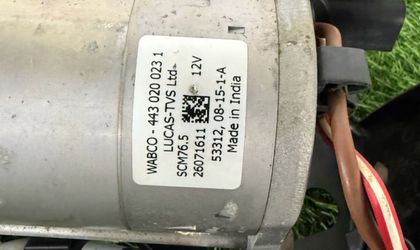 WABCO - 443 020 023 1
LUCAS-TVS Ltd.
SCM76.5 12V
26071611
53312, 08-15-1-A
Made in India